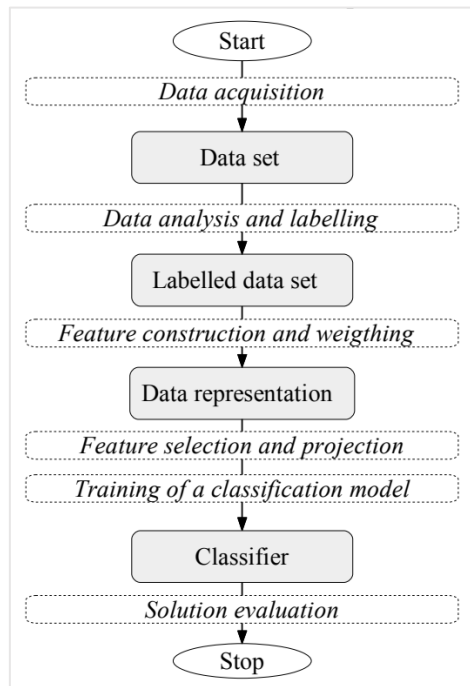 Start
Data acquisition
Data set
Data analysis and labelling
Labelled data set
Feature construction and weigthing
Data representation
Feature selection and projection
Training of a classification model
Classifier
Solution evaluation
Stop